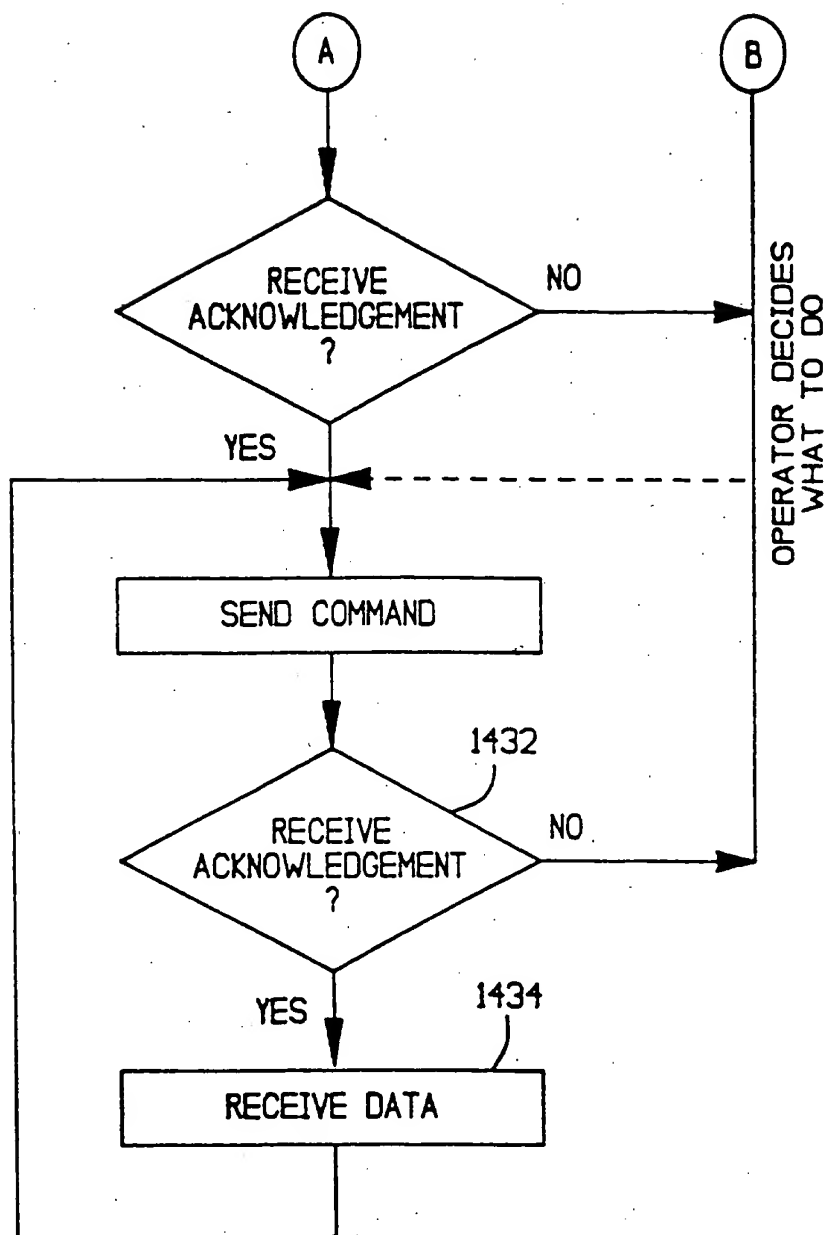 A
B
RECEIVE
ACKNOWLEDGEMENT
?
NO
YES
OPERATOR DECIDES
WHAT TO DO
SEND COMMAND
1432
RECEIVE
ACKNOWLEDGEMENT
?
NO
YES
1434
RECEIVE DATA